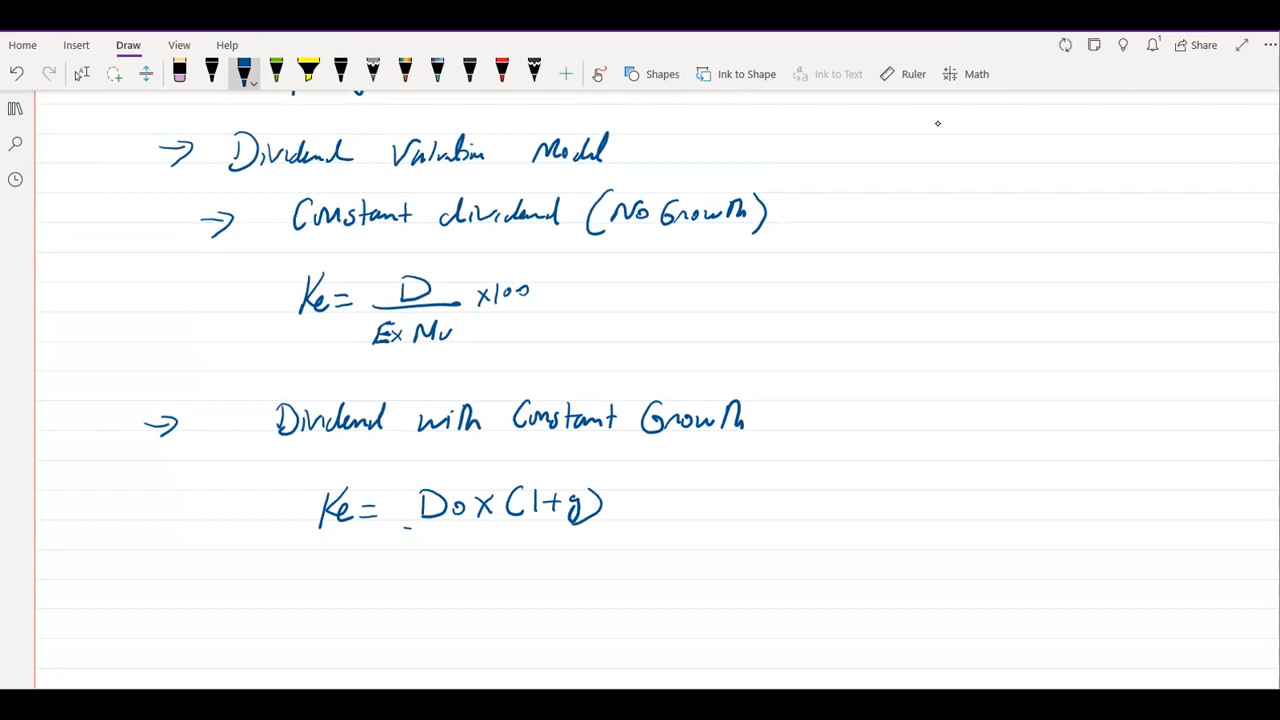 Home Insert Draw View Help
1
Share
Shapes Ink to Shape Ink to Text Ruler Math
→ Dividend Valuation Model
→ Constant dividend (No Growth)
Ke = D
Ex Mv × 100
→ Dividend with Constant Growth
Ke = Do × (1+g)